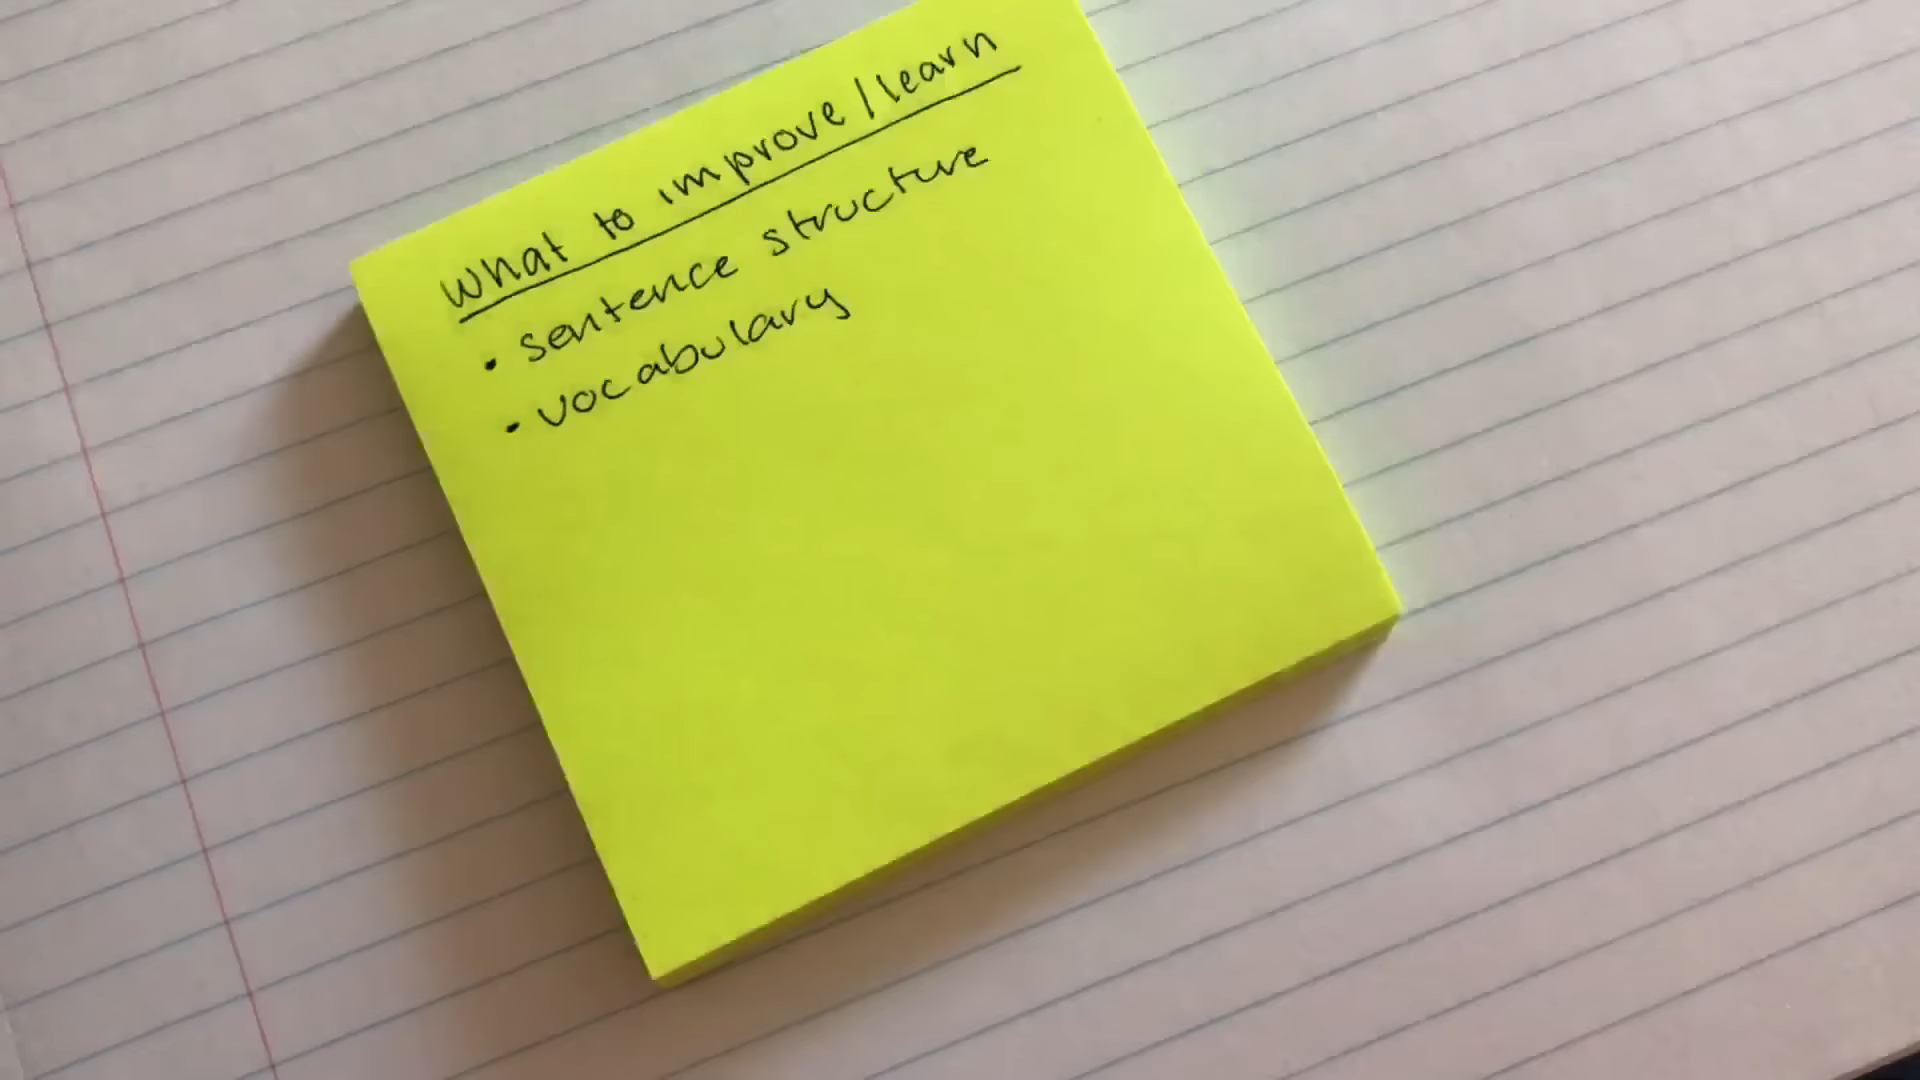 What to improve/learn
• sentence structure
• vocabulary